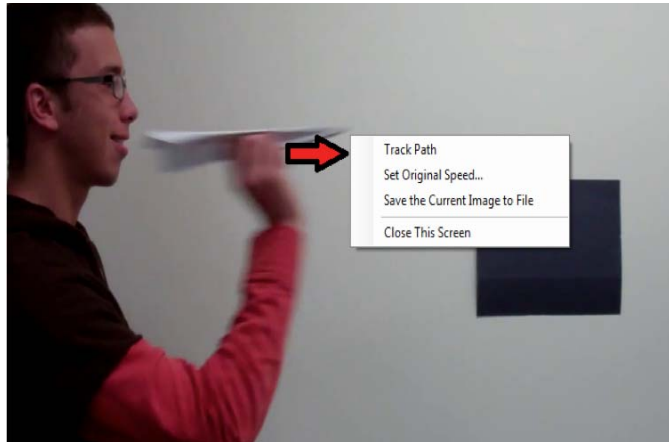 Track Path
Set Original Speed...
Save the Current Image to File
Close This Screen